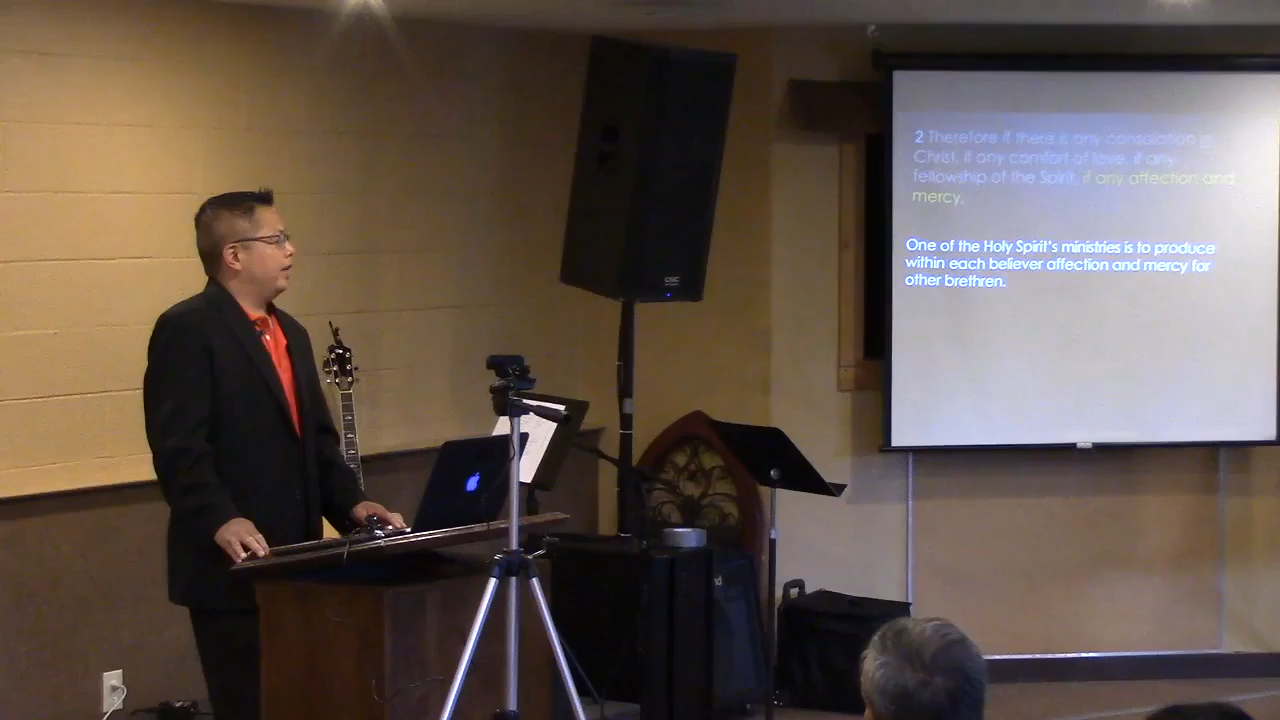 2 Therefore if there is any consolation in
Christ, if any comfort of love, if any
fellowship of the Spirit, if any affection and
mercy,
One of the Holy Spirit's ministries is to produce
within each believer affection and mercy for
other brethren.
QSC